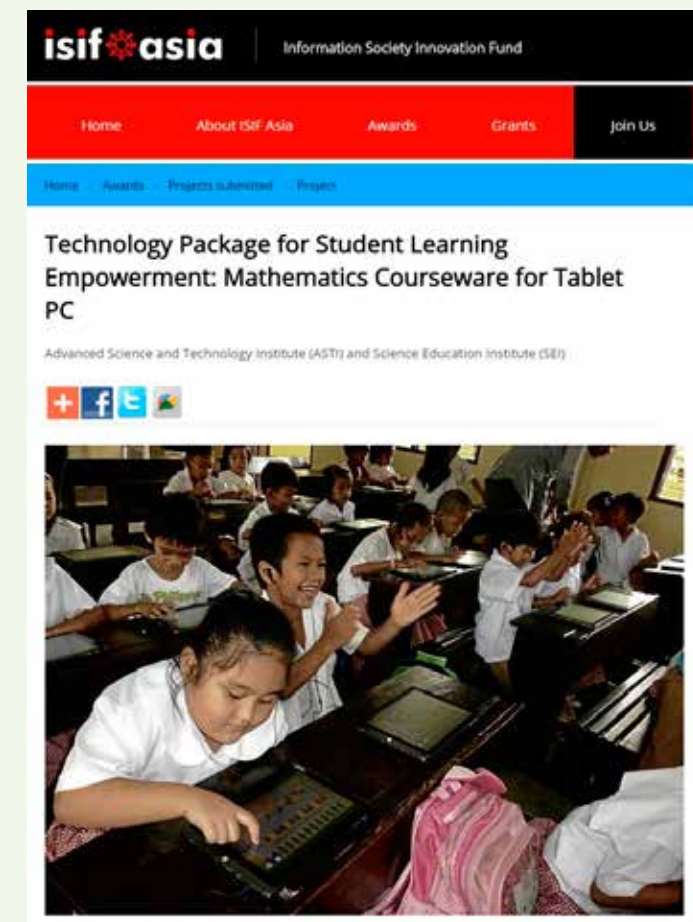 isif asia
Information Society Innovation Fund
Home About ISIF Asia Awards Grants Join Us
Home Awards Projects submitted Project
Technology Package for Student Learning
Empowerment: Mathematics Courseware for Tablet
PC
Advanced Science and Technology Institute (ASTI) and Science Education Institute (SEI)